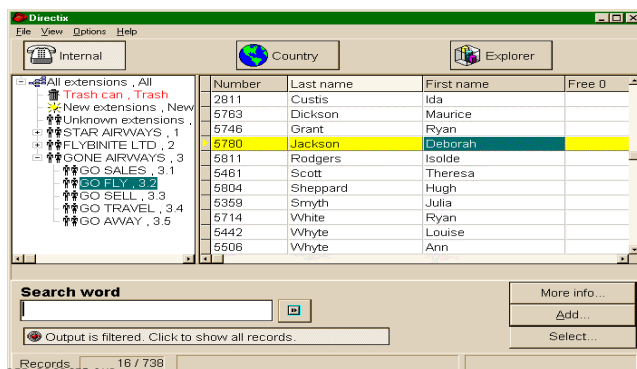 Directix
File View Options Help
Internal Country Explorer
All extensions , All
Trash can , Trash
New extensions , New
Unknown extensions ,
STAR AIRWAYS , 1
FLYBINITE LTD , 2
GONE AIRWAYS , 3
GO SALES , 3.1
GO FLY , 3.2
GO SELL , 3.3
GO TRAVEL , 3.4
GO AWAY , 3.5
Number Last name First name Free 0
2811 Custis Ida
5763 Dickson Maurice
5746 Grant Ryan
5780 Jackson Deborah
5811 Rodgers Isolde
5461 Scott Theresa
5804 Sheppard Hugh
5359 Smyth Julia
5714 White Ryan
5442 Whyte Louise
5506 Whyte Ann
Search word
More info...
Add...
Select...
Output is filtered. Click to show all records.
Records 16 / 738